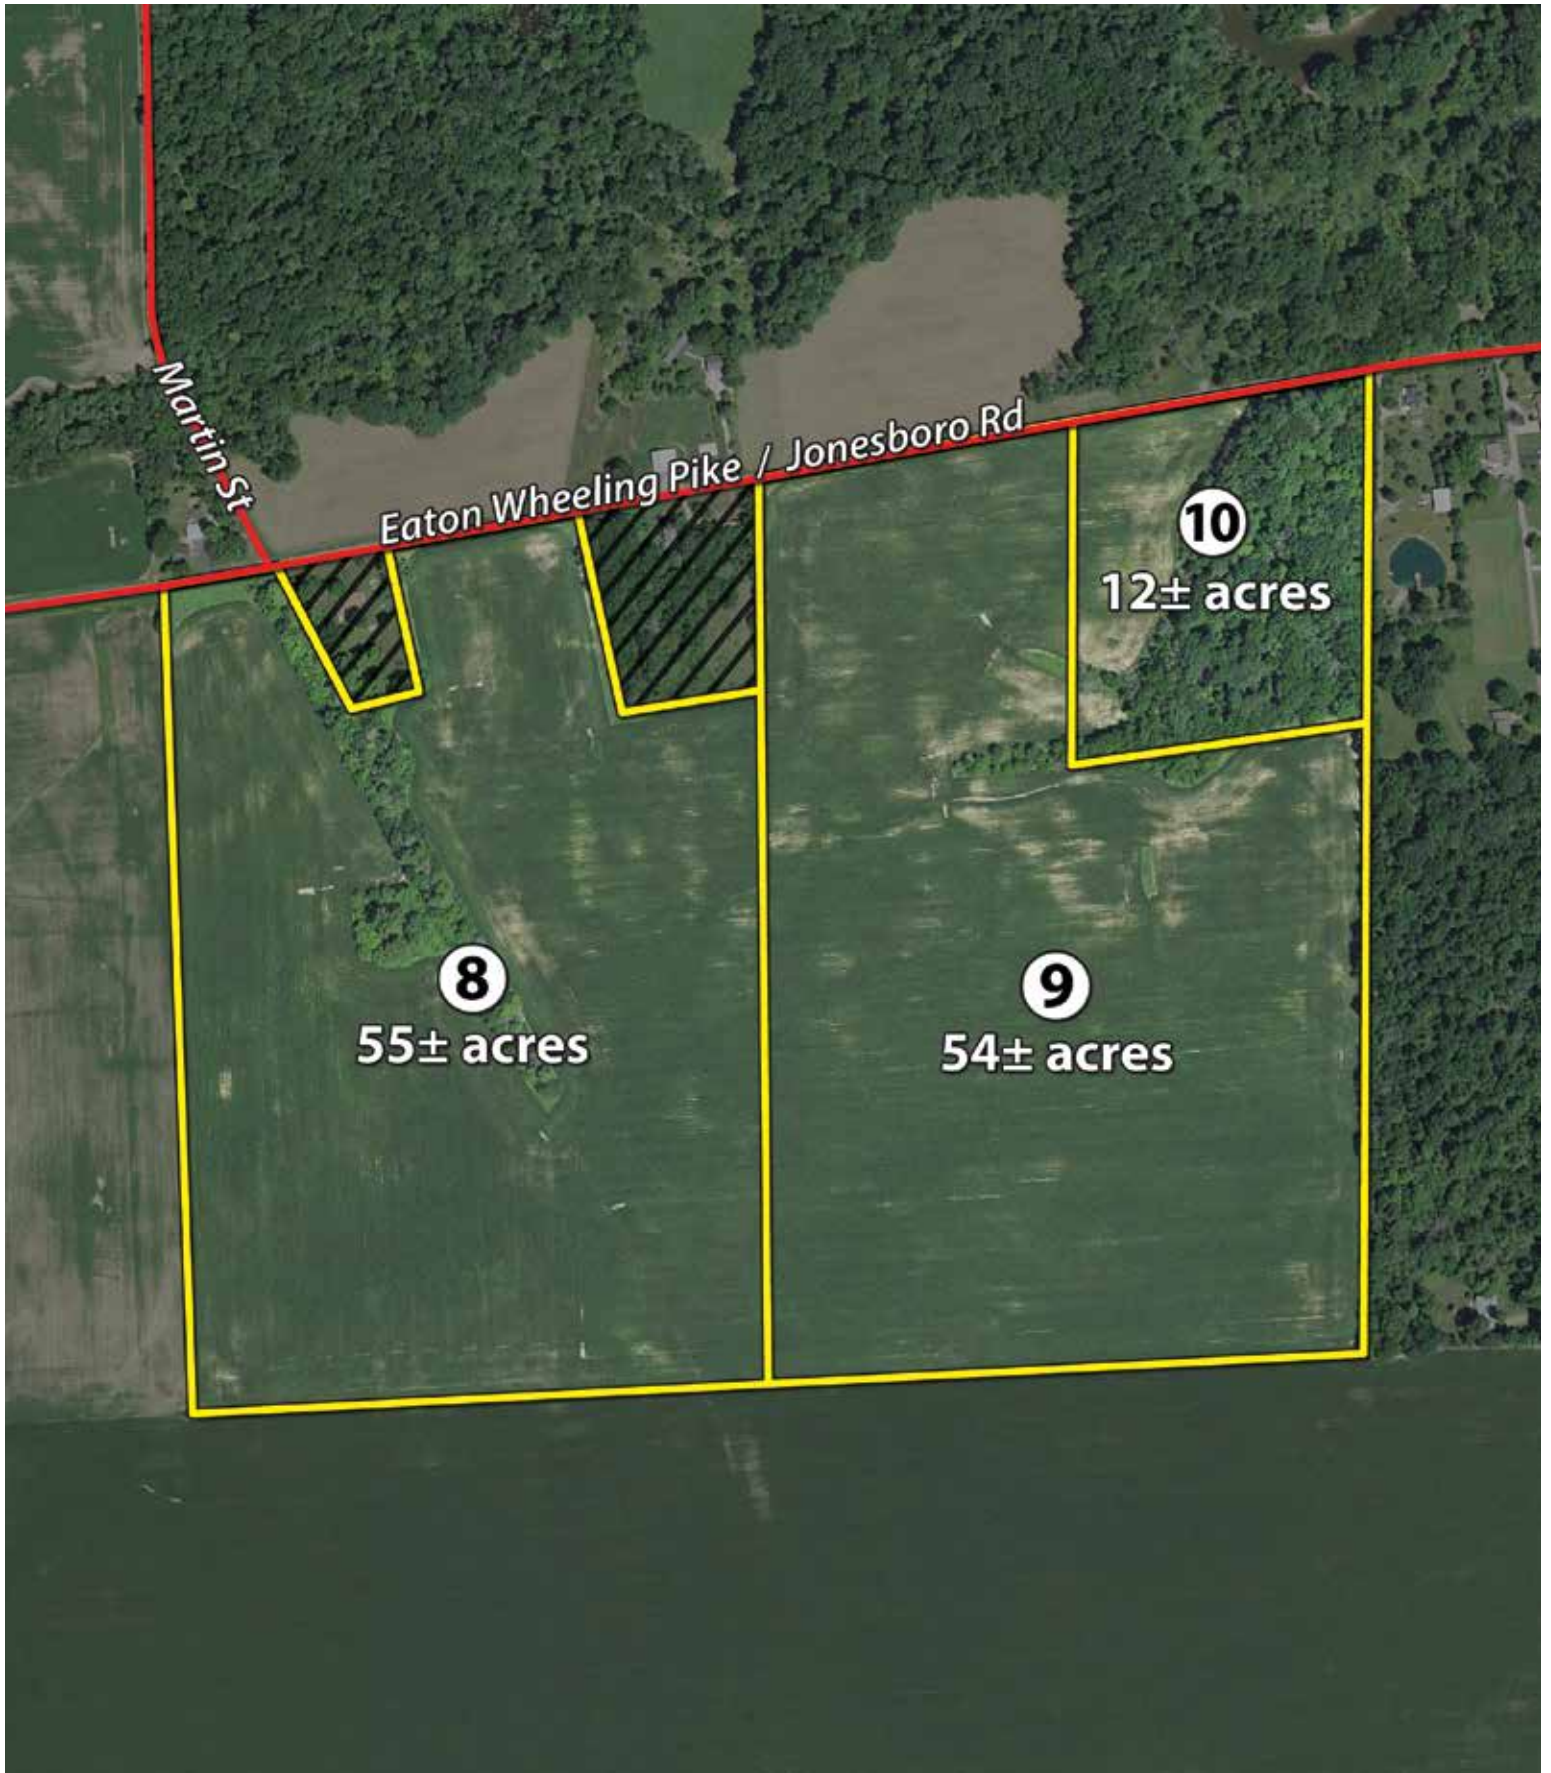 Martin St
Eaton Wheeling Pike / Jonesboro Rd
10
12± acres
8
55± acres
9
54± acres